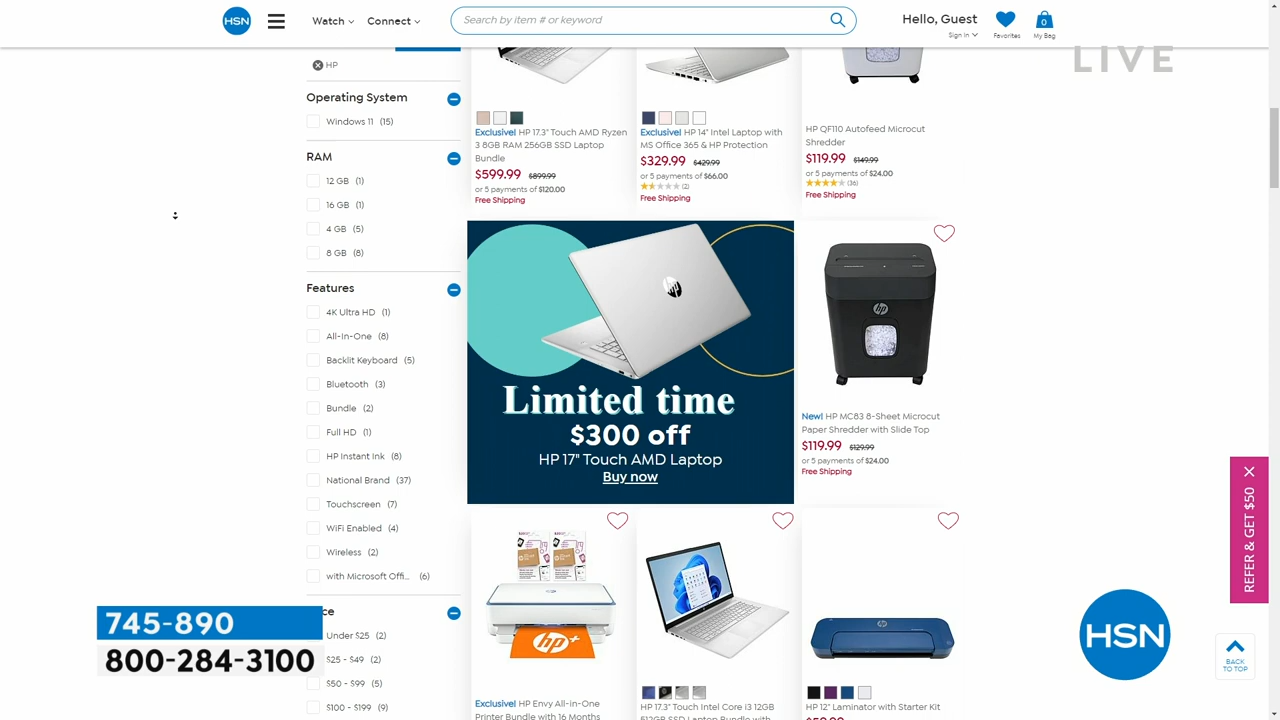 HSN
Watch
Connect
Search by item # or keyword
Hello, Guest
Sign In
Favorites
0
My Bag
LIVE
HP
Operating System
Windows 11 (15)
RAM
12 GB (1)
16 GB (1)
4 GB (5)
8 GB (8)
Features
4K Ultra HD (1)
All-In-One (8)
Backlit Keyboard (5)
Bluetooth (3)
Bundle (2)
Full HD (1)
HP Instant Ink (8)
National Brand (37)
Touchscreen (7)
WiFi Enabled (4)
Wireless (2)
with Microsoft Offi... (6)
ce
Under $25 (2)
$25 - $49 (2)
$50 - $99 (5)
$100 - $199 (9)
Exclusive! HP 17.3" Touch AMD Ryzen
3 8GB RAM 256GB SSD Laptop
Bundle
$599.99 $899.99
or 5 payments of $120.00
Free Shipping
Exclusive! HP 14" Intel Laptop with
MS Office 365 & HP Protection
$329.99 $429.99
or 5 payments of $66.00
(2)
Free Shipping
HP QF110 Autofeed Microcut
Shredder
$119.99 $149.99
or 5 payments of $24.00
(36)
Free Shipping
hp
Limited time
$300 off
HP 17" Touch AMD Laptop
Buy now
hp
New! HP MC83 8-Sheet Microcut
Paper Shredder with Slide Top
$119.99 $129.99
or 5 payments of $24.00
Free Shipping
hp+
Exclusive! HP Envy All-in-One
Printer Bundle with 16 Months
HP 17.3" Touch Intel Core i3 12GB
512GB SSD Laptop Bundle with
hp
HP 12" Laminator with Starter Kit
REFER & GET $50
745-890
800-284-3100
HSN
BACK
TO TOP